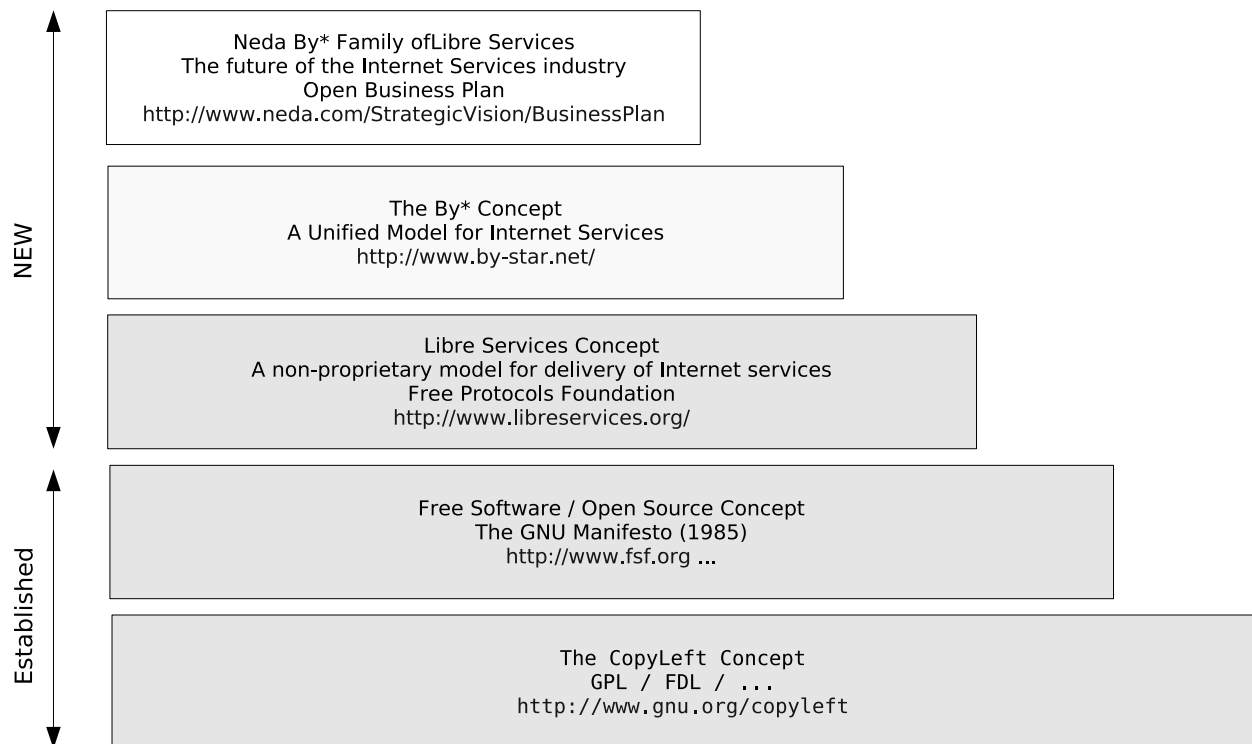 Neda By* Family ofLibre Services
The future of the Internet Services industry
Open Business Plan
http://www.neda.com/StrategicVision/BusinessPlan
NEW
The By* Concept
A Unified Model for Internet Services
http://www.by-star.net/
Libre Services Concept
A non-proprietary model for delivery of Internet services
Free Protocols Foundation
http://www.libreservices.org/
Established
Free Software / Open Source Concept
The GNU Manifesto (1985)
http://www.fsf.org ...
The CopyLeft Concept
GPL / FDL / ...
http://www.gnu.org/copyleft